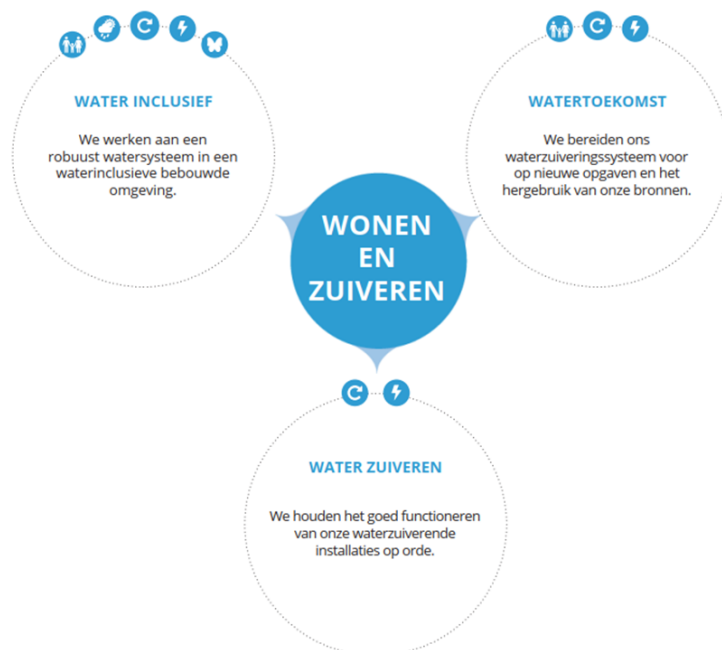 WATER INCLUSIEF
We werken aan een
robuust watersysteem in een
waterinclusieve bebouwde
omgeving.
WATERTOEKOMST
We bereiden ons
waterzuiveringssysteem voor
op nieuwe opgaven en het
hergebruik van onze bronnen.
WONEN
EN
ZUIVEREN
WATER ZUIVEREN
We houden het goed functioneren
van onze waterzuiverende
installaties op orde.